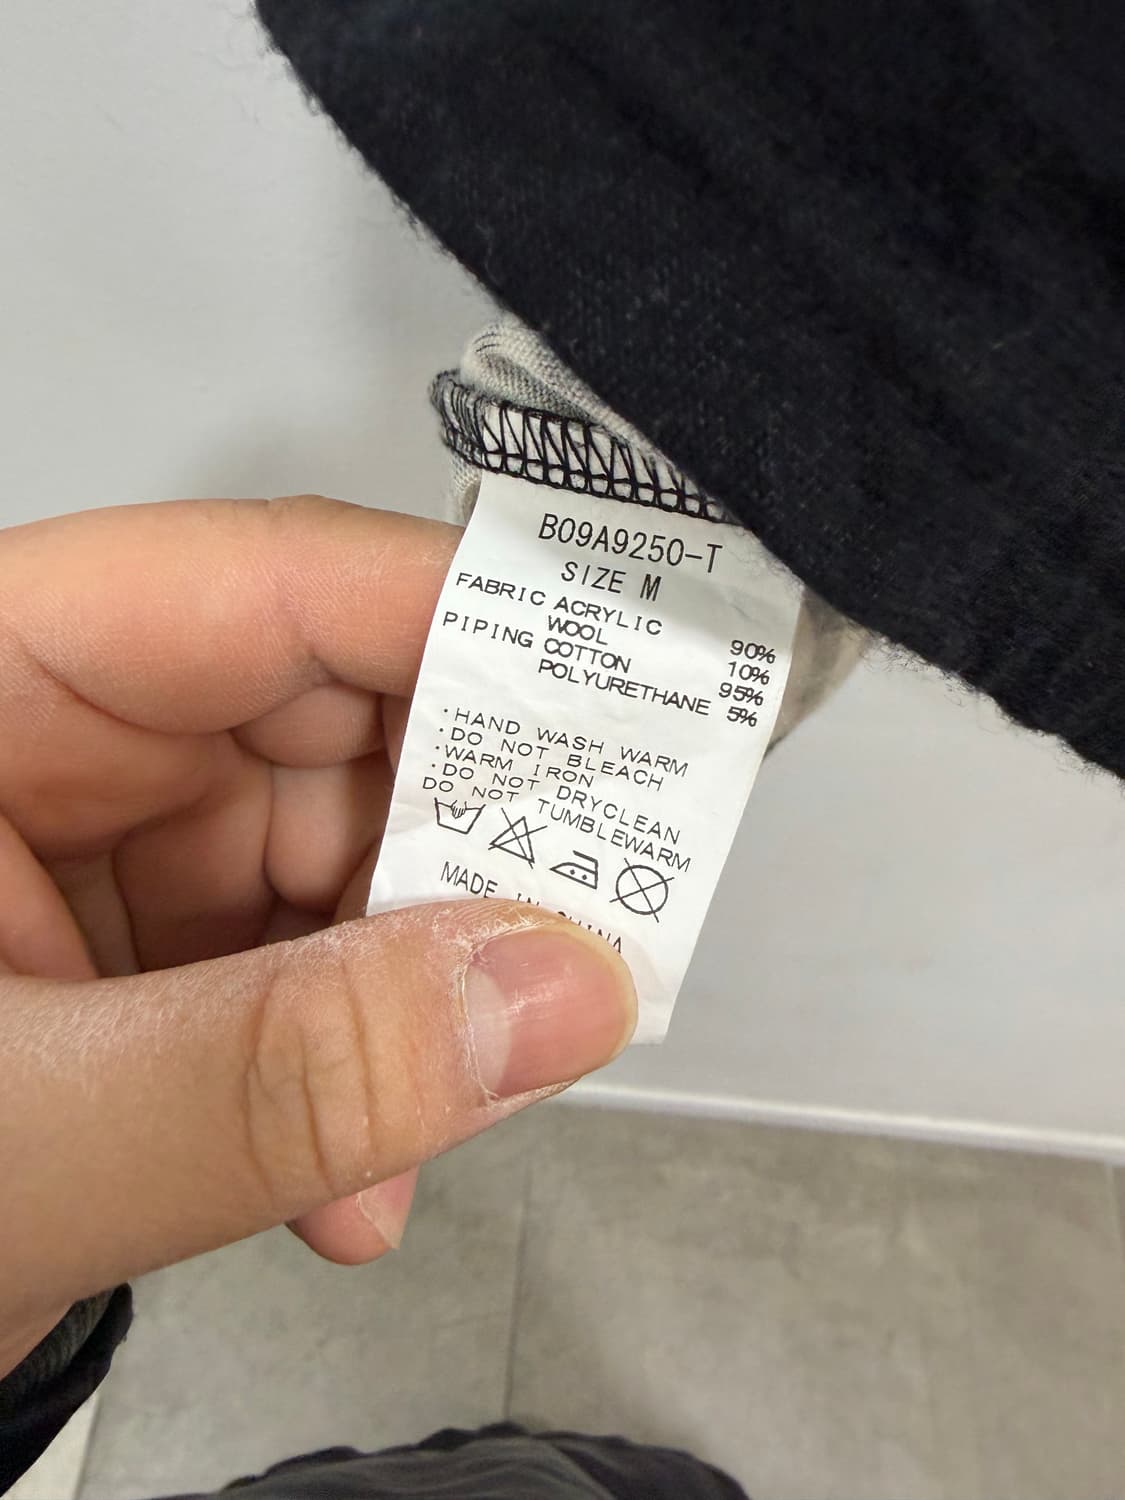 B09A9250-T
SIZE M
FABRIC ACRYLIC 90%
WOOL 10%
PIPING COTTON 95%
POLYURETHANE 5%
·HAND WASH WARM
·DO NOT BLEACH
·WARM IRON
·DO NOT DRYCLEAN
DO NOT TUMBLEWARM
MADE IN CHINA